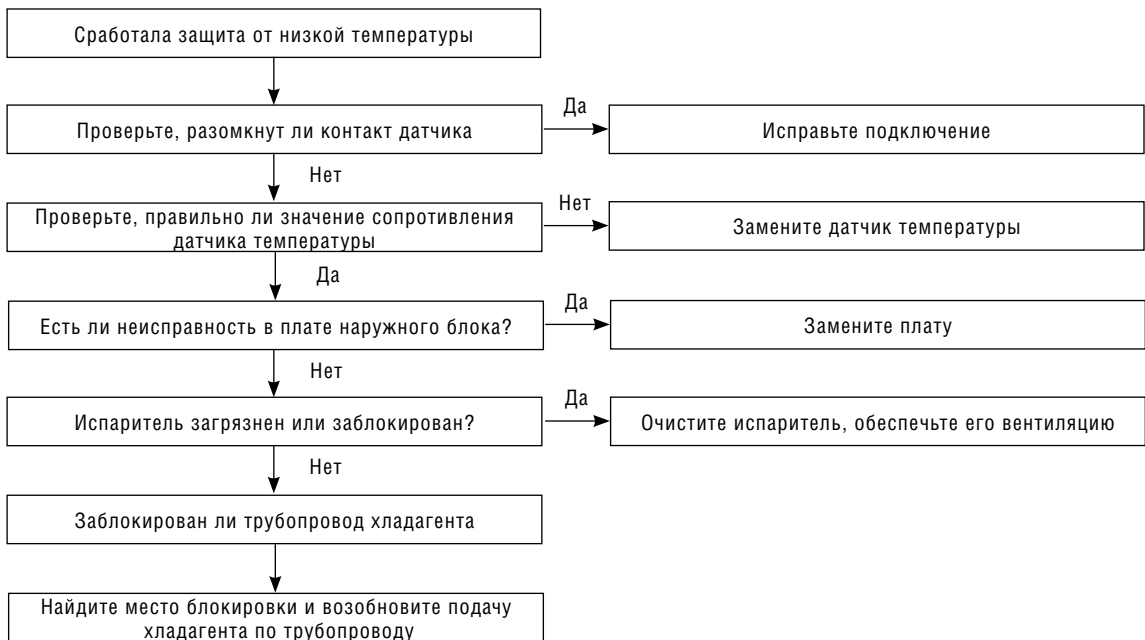 Сработала защита от низкой температуры
Да
Проверьте, разомкнут ли контакт датчика
Исправьте подключение
Нет
Нет
Проверьте, правильно ли значение сопротивления
датчика температуры
Замените датчик температуры
Да
Да
Есть ли неисправность в плате наружного блока?
Замените плату
Нет
Да
Испаритель загрязнен или заблокирован?
Очистите испаритель, обеспечьте его вентиляцию
Нет
Заблокирован ли трубопровод хладагента
Найдите место блокировки и возобновите подачу
хладагента по трубопроводу